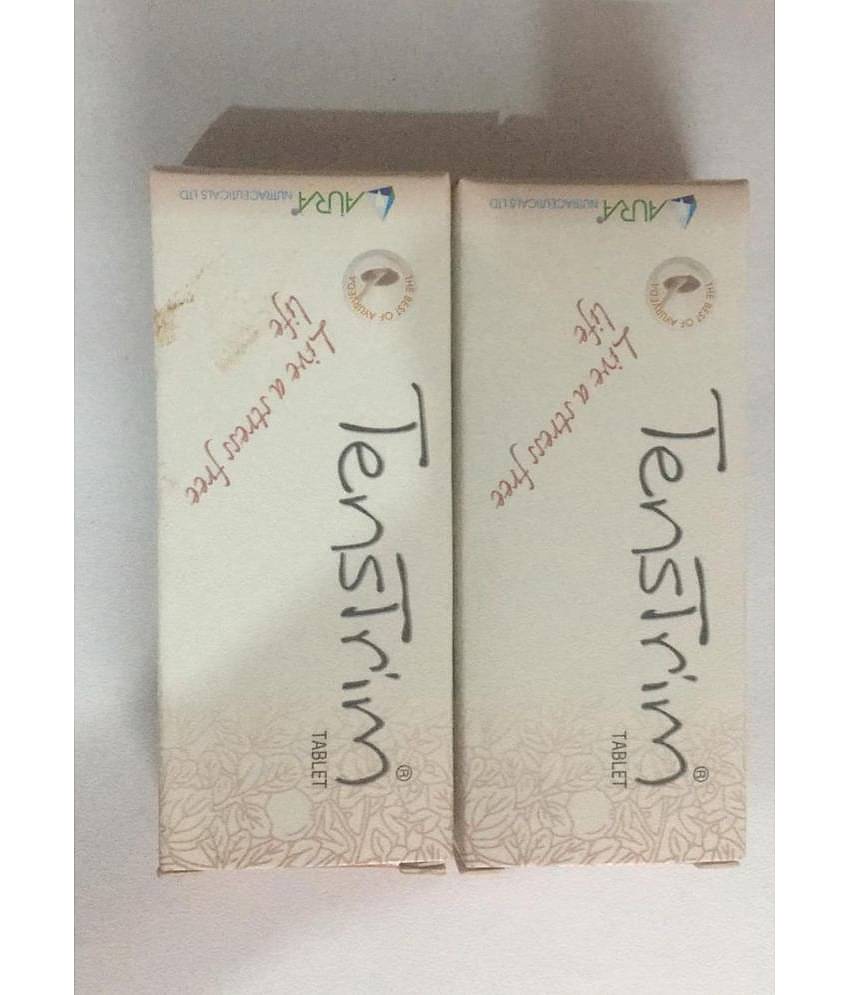 AURA®
NUTRACEUTICALS LTD
THE BEST OF AYURVEDA
Live a stress free
life
TensTrim®
TABLET
AURA®
NUTRACEUTICALS LTD
THE BEST OF AYURVEDA
Live a stress free
life
TensTrim®
TABLET